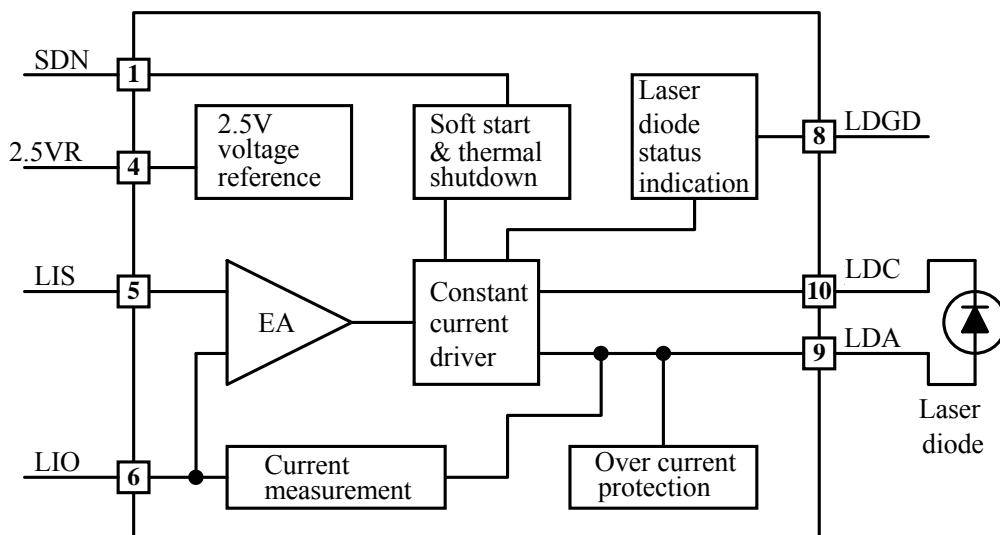 SDN
1
2.5VR
4
2.5V
voltage
reference
Soft start
& thermal
shutdown
Laser
diode
status
indication
8
LDGD
LIS
5
EA
Constant
current
driver
10
LDC
9
LDA
Laser
diode
LIO
6
Current
measurement
Over current
protection